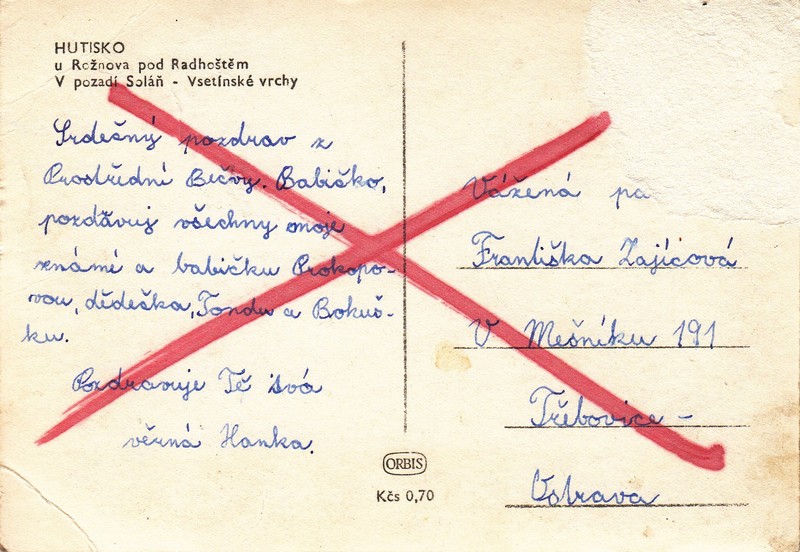 HUTISKO
u Rožnova pod Radhoštěm
V pozadí Soláň - Vsetínské vrchy
Srdečný pozdrav z
Prostřední Bečvy. Babičko,
pozdăvuj všechny moje
známé a babičku Prokopo-
vou, dědečka, Tondu a Bohuš-
ku.
Pozdravuje Tě tvá
věrná Hanka.
Vážená pa
Františka Zajícová
V Mešníku 191
Třebovice -
Ostrava
ORBIS
Kčs 0,70